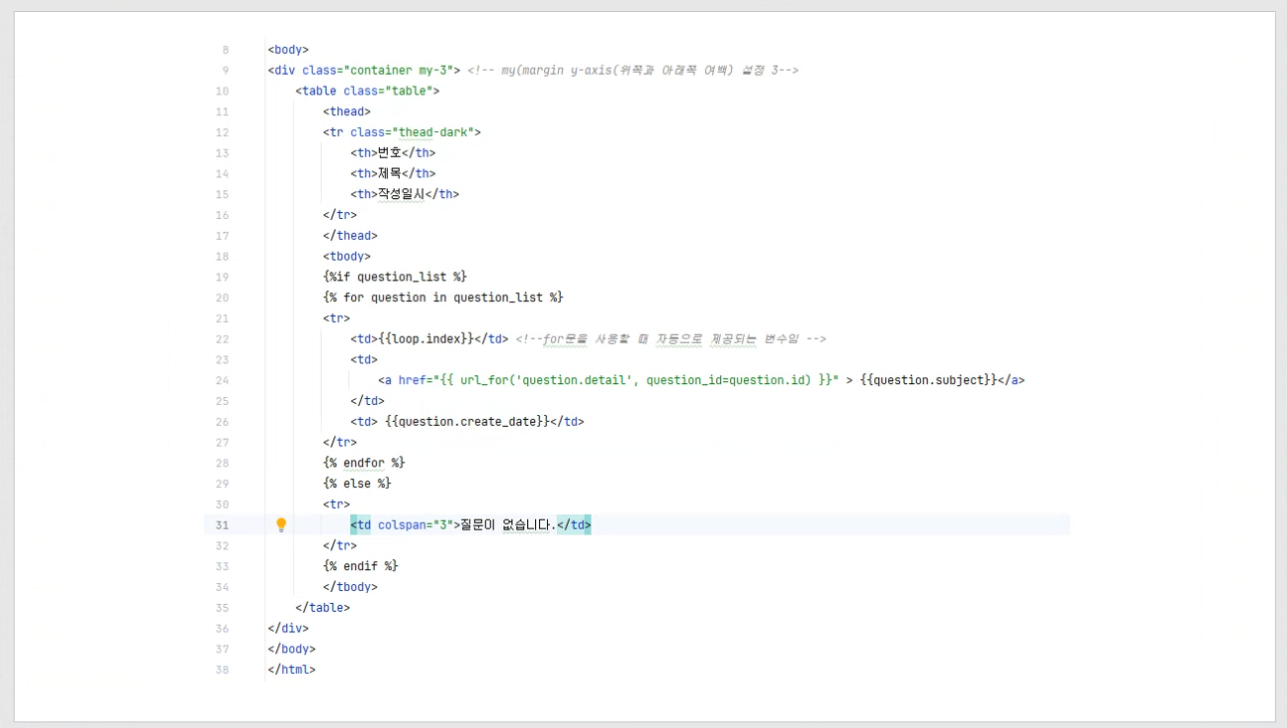 8 <body>
9 <div class="container my-3"> <!-- my(margin y-axis(위쪽과 아래쪽 여백) 설정 3-->
10 <table class="table">
11 <thead>
12 <tr class="thead-dark">
13 <th>번호</th>
14 <th>제목</th>
15 <th>작성일시</th>
16 </tr>
17 </thead>
18 <tbody>
19 {%if question_list %}
20 {% for question in question_list %}
21 <tr>
22 <td>{{loop.index}}</td> <!--for문을 사용할 때 자동으로 제공되는 변수임 -->
23 <td>
24 <a href="{{ url_for('question.detail', question_id=question.id) }}" > {{question.subject}}</a>
25 </td>
26 <td> {{question.create_date}}</td>
27 </tr>
28 {% endfor %}
29 {% else %}
30 <tr>
31 <td colspan="3">질문이 없습니다.</td>
32 </tr>
33 {% endif %}
34 </tbody>
35 </table>
36 </div>
37 </body>
38 </html>